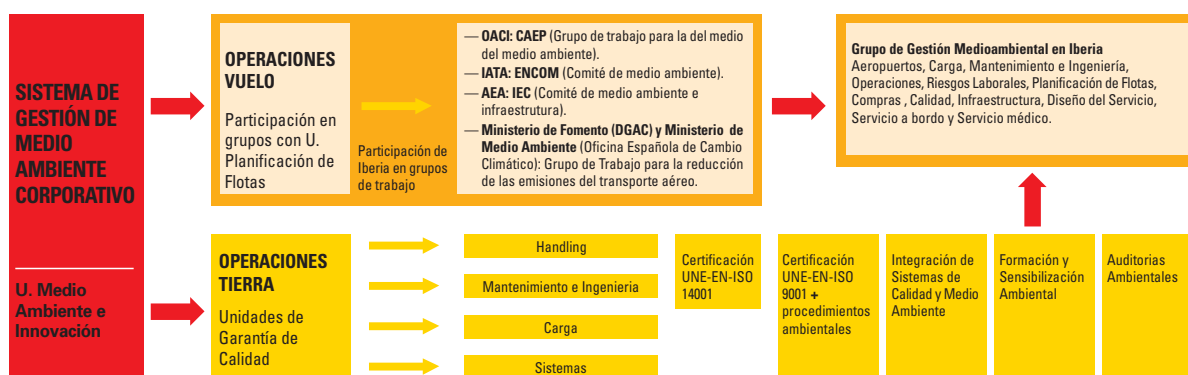 SISTEMA DE
GESTIÓN DE
MEDIO
AMBIENTE
CORPORATIVO
U. Medio
Ambiente e
Innovación
OPERACIONES
VUELO
Participación en
grupos con U.
Planificación de
Flotas
Participación de
Iberia en grupos
de trabajo
— OACI: CAEP (Grupo de trabajo para la del medio
del medio ambiente).
— IATA: ENCOM (Comité de medio ambiente).
— AEA: IEC (Comité de medio ambiente e
infraestrutura).
— Ministerio de Fomento (DGAC) y Ministerio de
Medio Ambiente (Oficina Española de Cambio
Climático): Grupo de Trabajo para la reducción
de las emisiones del transporte aéreo.
Grupo de Gestión Medioambiental en Iberia
Aeropuertos, Carga, Mantenimiento e Ingeniería,
Operaciones, Riesgos Laborales, Planificación de Flotas,
Compras , Calidad, Infraestructura, Diseño del Servicio,
Servicio a bordo y Servicio médico.
OPERACIONES
TIERRA
Unidades de
Garantía de
Calidad
Handling
Mantenimiento e Ingenieria
Carga
Sistemas
Certificación
UNE-EN-ISO
14001
Certificación
UNE-EN-ISO
9001 +
procedimientos
ambientales
Integración de
Sistemas de
Calidad y Medio
Ambiente
Formación y
Sensibilización
Ambiental
Auditorias
Ambientales